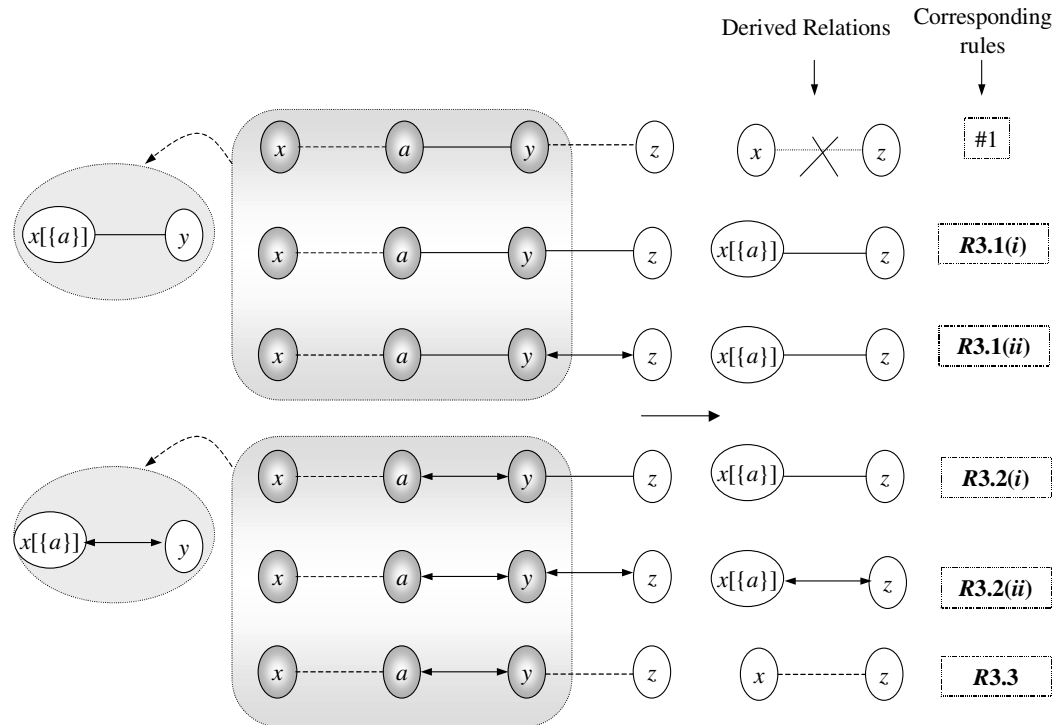 Derived Relations
Corresponding
rules
x a y z x z #1
x[{a}] y
x a y z x[{a}] z R3.1(i)
x a y z x[{a}] z R3.1(ii)
x a y z x[{a}] z R3.2(i)
x[{a}] y
x a y z x[{a}] z R3.2(ii)
x a y z x z R3.3